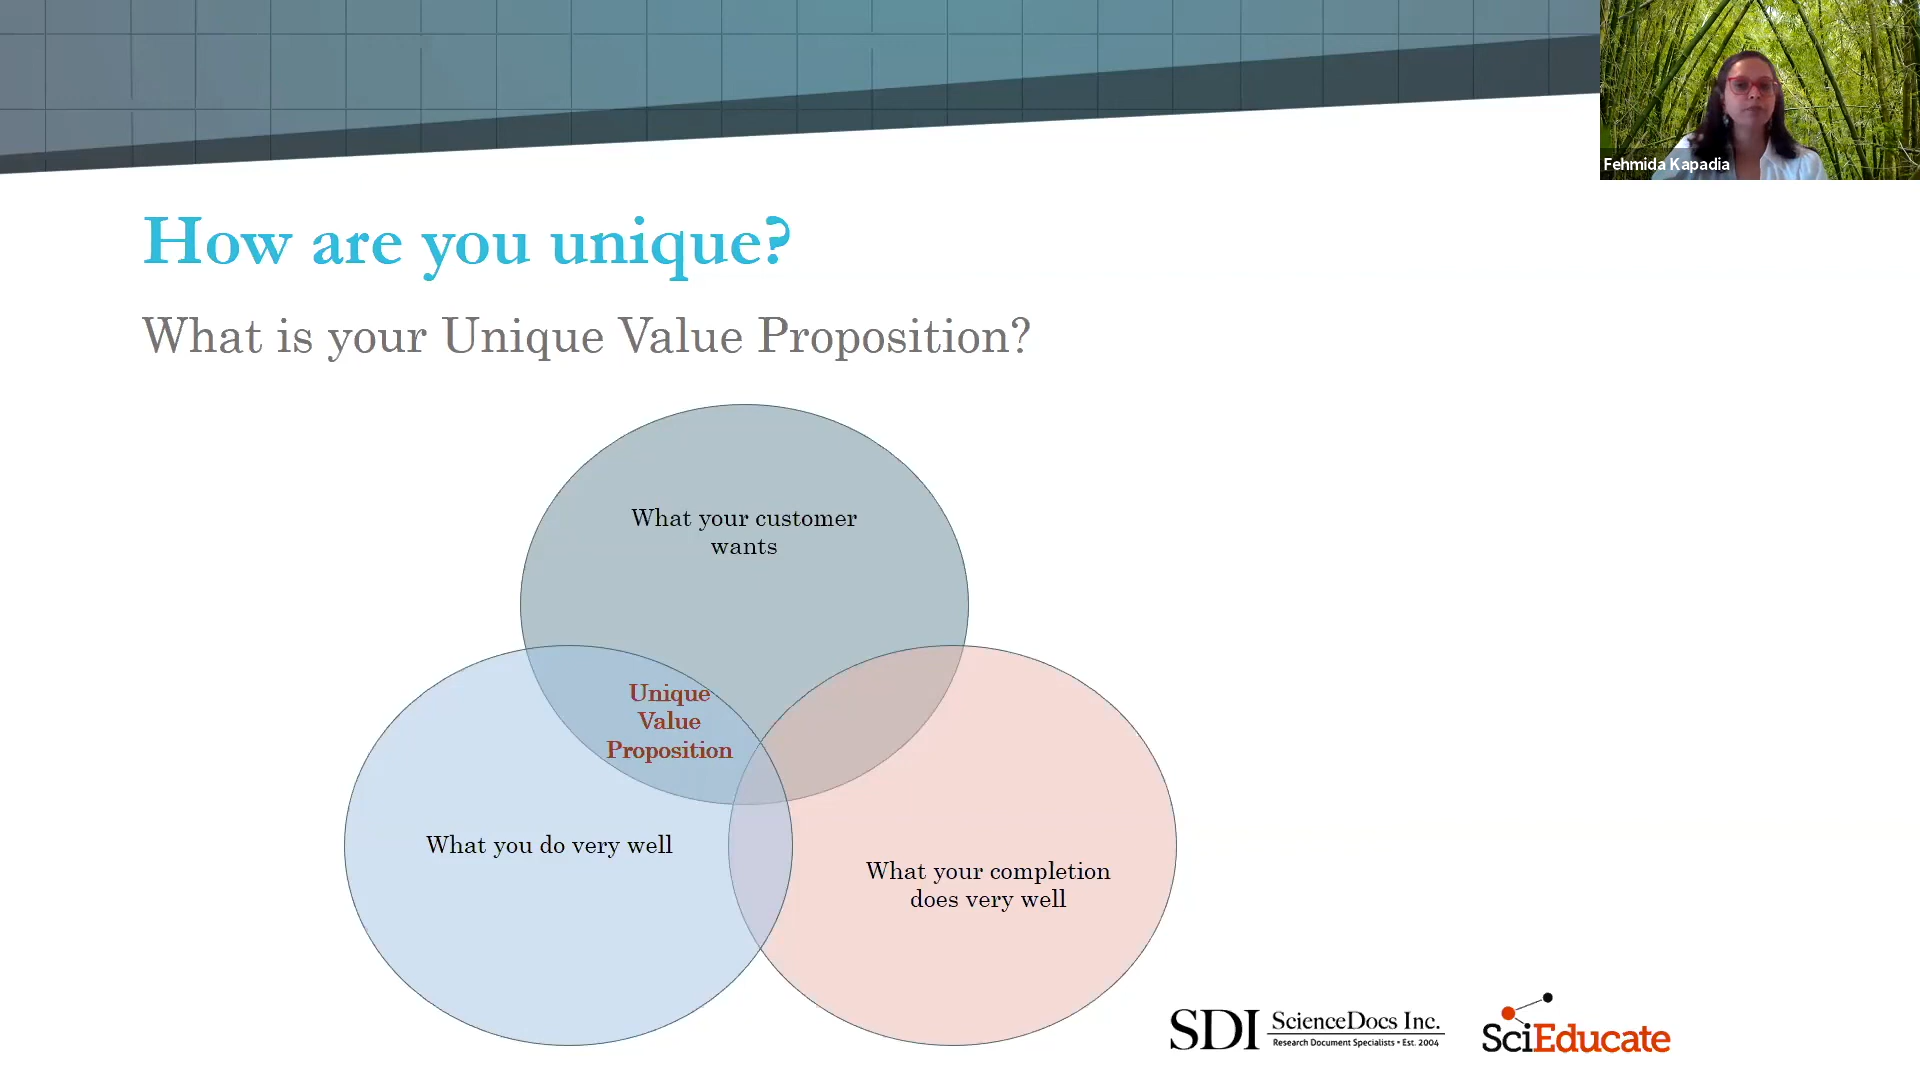 Fehmida Kapadia
How are you unique?
What is your Unique Value Proposition?
What your customer
wants
Unique
Value
Proposition
What you do very well
What your completion
does very well
SDI ScienceDocs Inc.
Research Document Specialists • Est. 2004
SciEducate